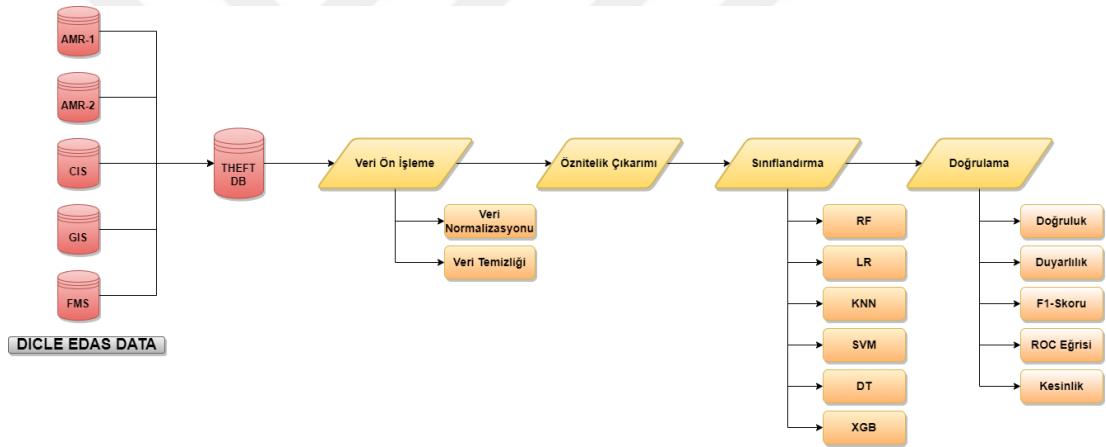 AMR-1
AMR-2
CIS
GIS
FMS
DICLE EDAS DATA
THEFT
DB
Veri Ön İşleme
Veri
Normalizasyonu
Veri Temizliği
Öznitelik Çıkarımı
Sınıflandırma
RF
LR
KNN
SVM
DT
XGB
Doğrulama
Doğruluk
Duyarlılık
F1-Skoru
ROC Eğrisi
Kesinlik